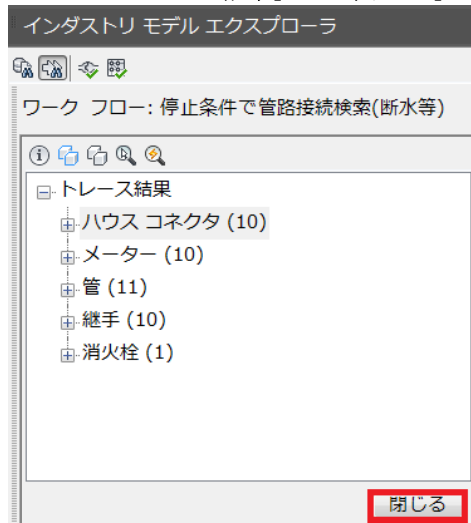 インダストリ モデル エクスプローラ
ワーク フロー: 停止条件で管路接続検索(断水等)
トレース結果
ハウス コネクタ (10)
メーター (10)
管 (11)
継手 (10)
消火栓 (1)
閉じる